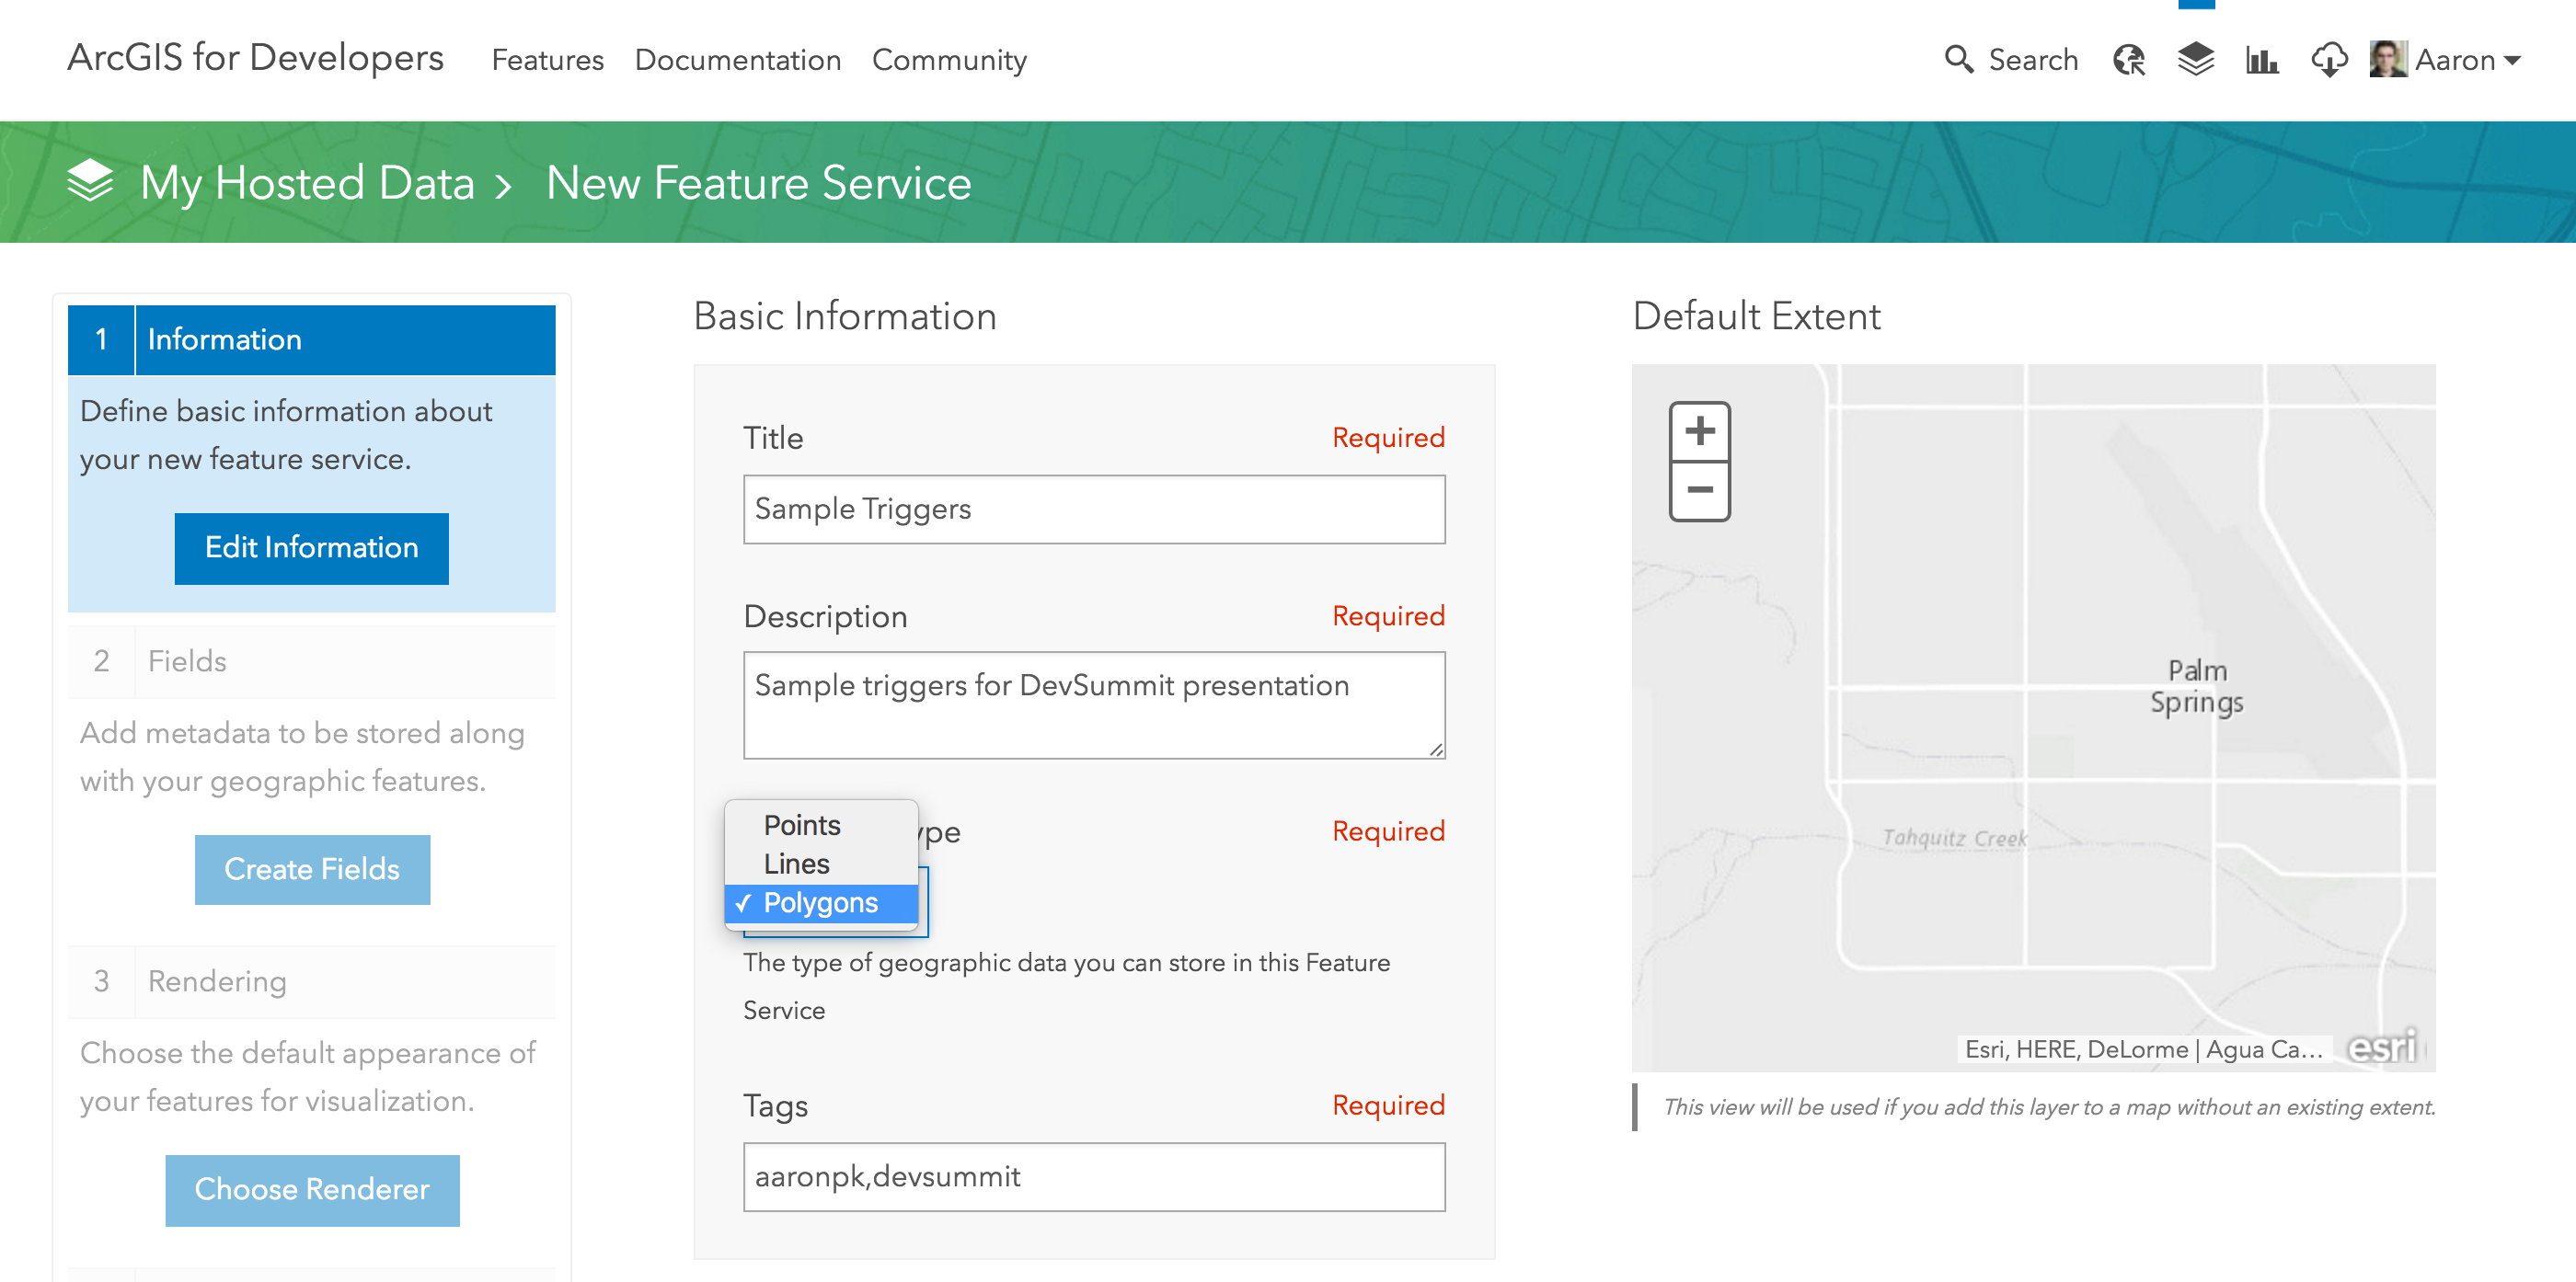 ArcGIS for Developers Features Documentation Community Search Aaron
My Hosted Data > New Feature Service
1 Information
Define basic information about
your new feature service.
Edit Information
2 Fields
Add metadata to be stored along
with your geographic features.
Create Fields
3 Rendering
Choose the default appearance of
your features for visualization.
Choose Renderer
Basic Information
Title Required
Sample Triggers
Description Required
Sample triggers for DevSummit presentation
Points
Lines
✓ Polygons
ype Required
The type of geographic data you can store in this Feature
Service
Tags Required
aaronpk,devsummit
Default Extent
+
−
Palm
Springs
Tahquitz Creek
Esri, HERE, DeLorme | Agua Ca...
esri
This view will be used if you add this layer to a map without an existing extent.